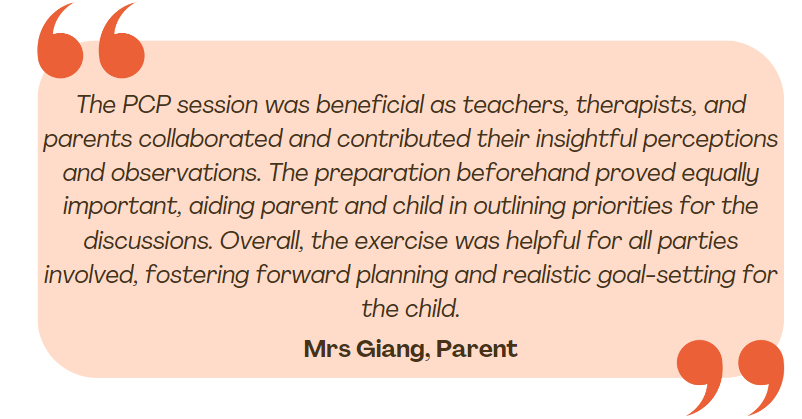 The PCP session was beneficial as teachers, therapists, and
parents collaborated and contributed their insightful perceptions
and observations. The preparation beforehand proved equally
important, aiding parent and child in outlining priorities for the
discussions. Overall, the exercise was helpful for all parties
involved, fostering forward planning and realistic goal-setting for
the child.
Mrs Giang, Parent